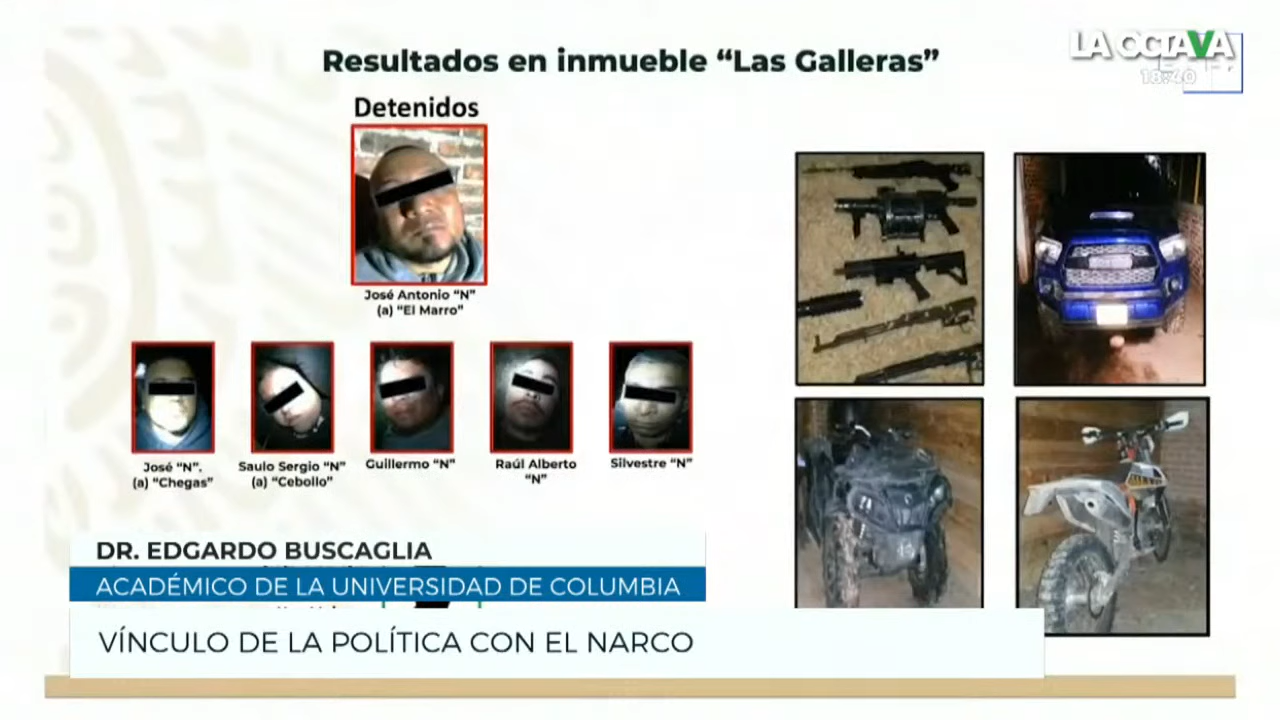 Resultados en inmueble “Las Galleras”
LA OCTAVA
18:40
Detenidos
José Antonio “N”
(a) “El Marro”
José “N”.
(a) “Chegas”
Saulo Sergio “N”
(a) “Cebollo”
Guillermo “N”
Raúl Alberto
“N”
Silvestre “N”
DR. EDGARDO BUSCAGLIA
ACADÉMICO DE LA UNIVERSIDAD DE COLUMBIA
VÍNCULO DE LA POLÍTICA CON EL NARCO